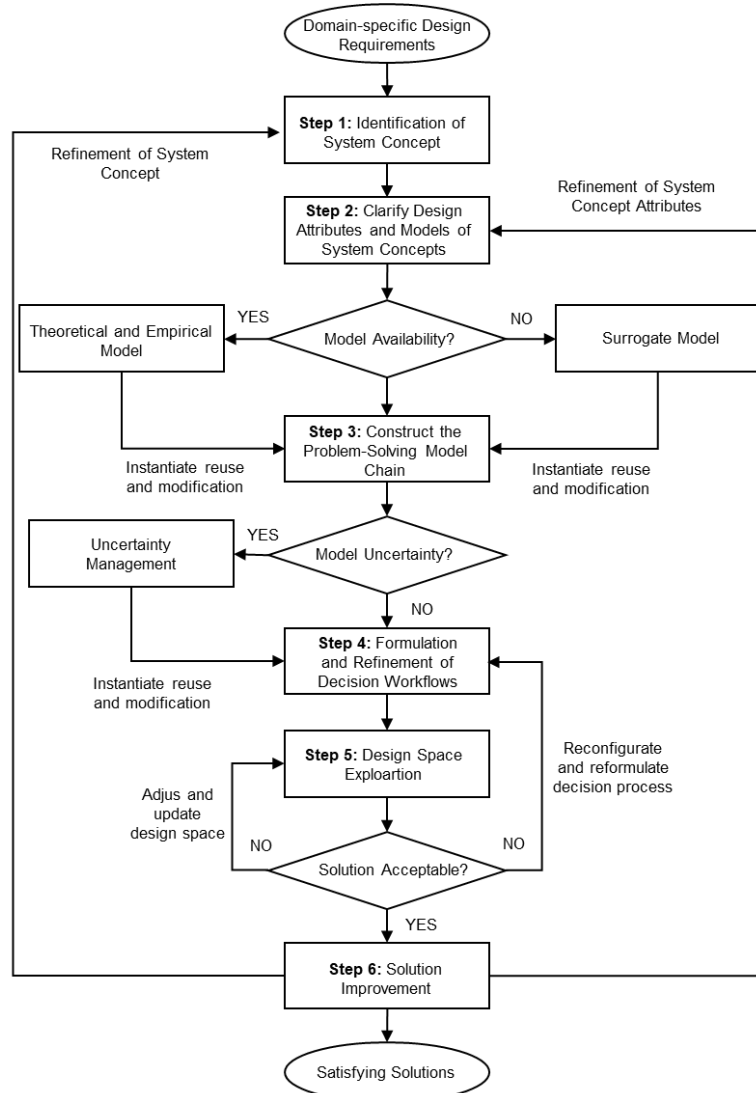 Domain-specific Design
Requirements
Step 1: Identification of
System Concept
Refinement of System
Concept
Step 2: Clarify Design
Attributes and Models of
System Concepts
Refinement of System
Concept Attributes
YES
Model Availability?
NO
Theoretical and Empirical
Model
Surrogate Model
Step 3: Construct the
Problem-Solving Model
Chain
Instantiate reuse
and modification
Instantiate reuse
and modification
YES
Model Uncertainty?
Uncertainty
Management
NO
Step 4: Formulation
and Refinement of
Decision Workflows
Instantiate reuse
and modification
Step 5: Design Space
Exploartion
Reconfigurate
and reformulate
decision process
Adjus and
update
design space
NO
Solution Acceptable?
NO
YES
Step 6: Solution
Improvement
Satisfying Solutions